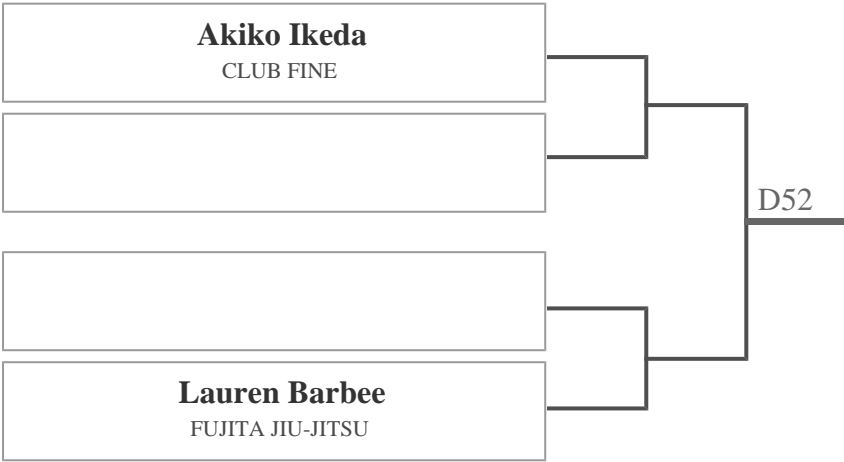 Akiko Ikeda
CLUB FINE
D52
Lauren Barbee
FUJITA JIU-JITSU